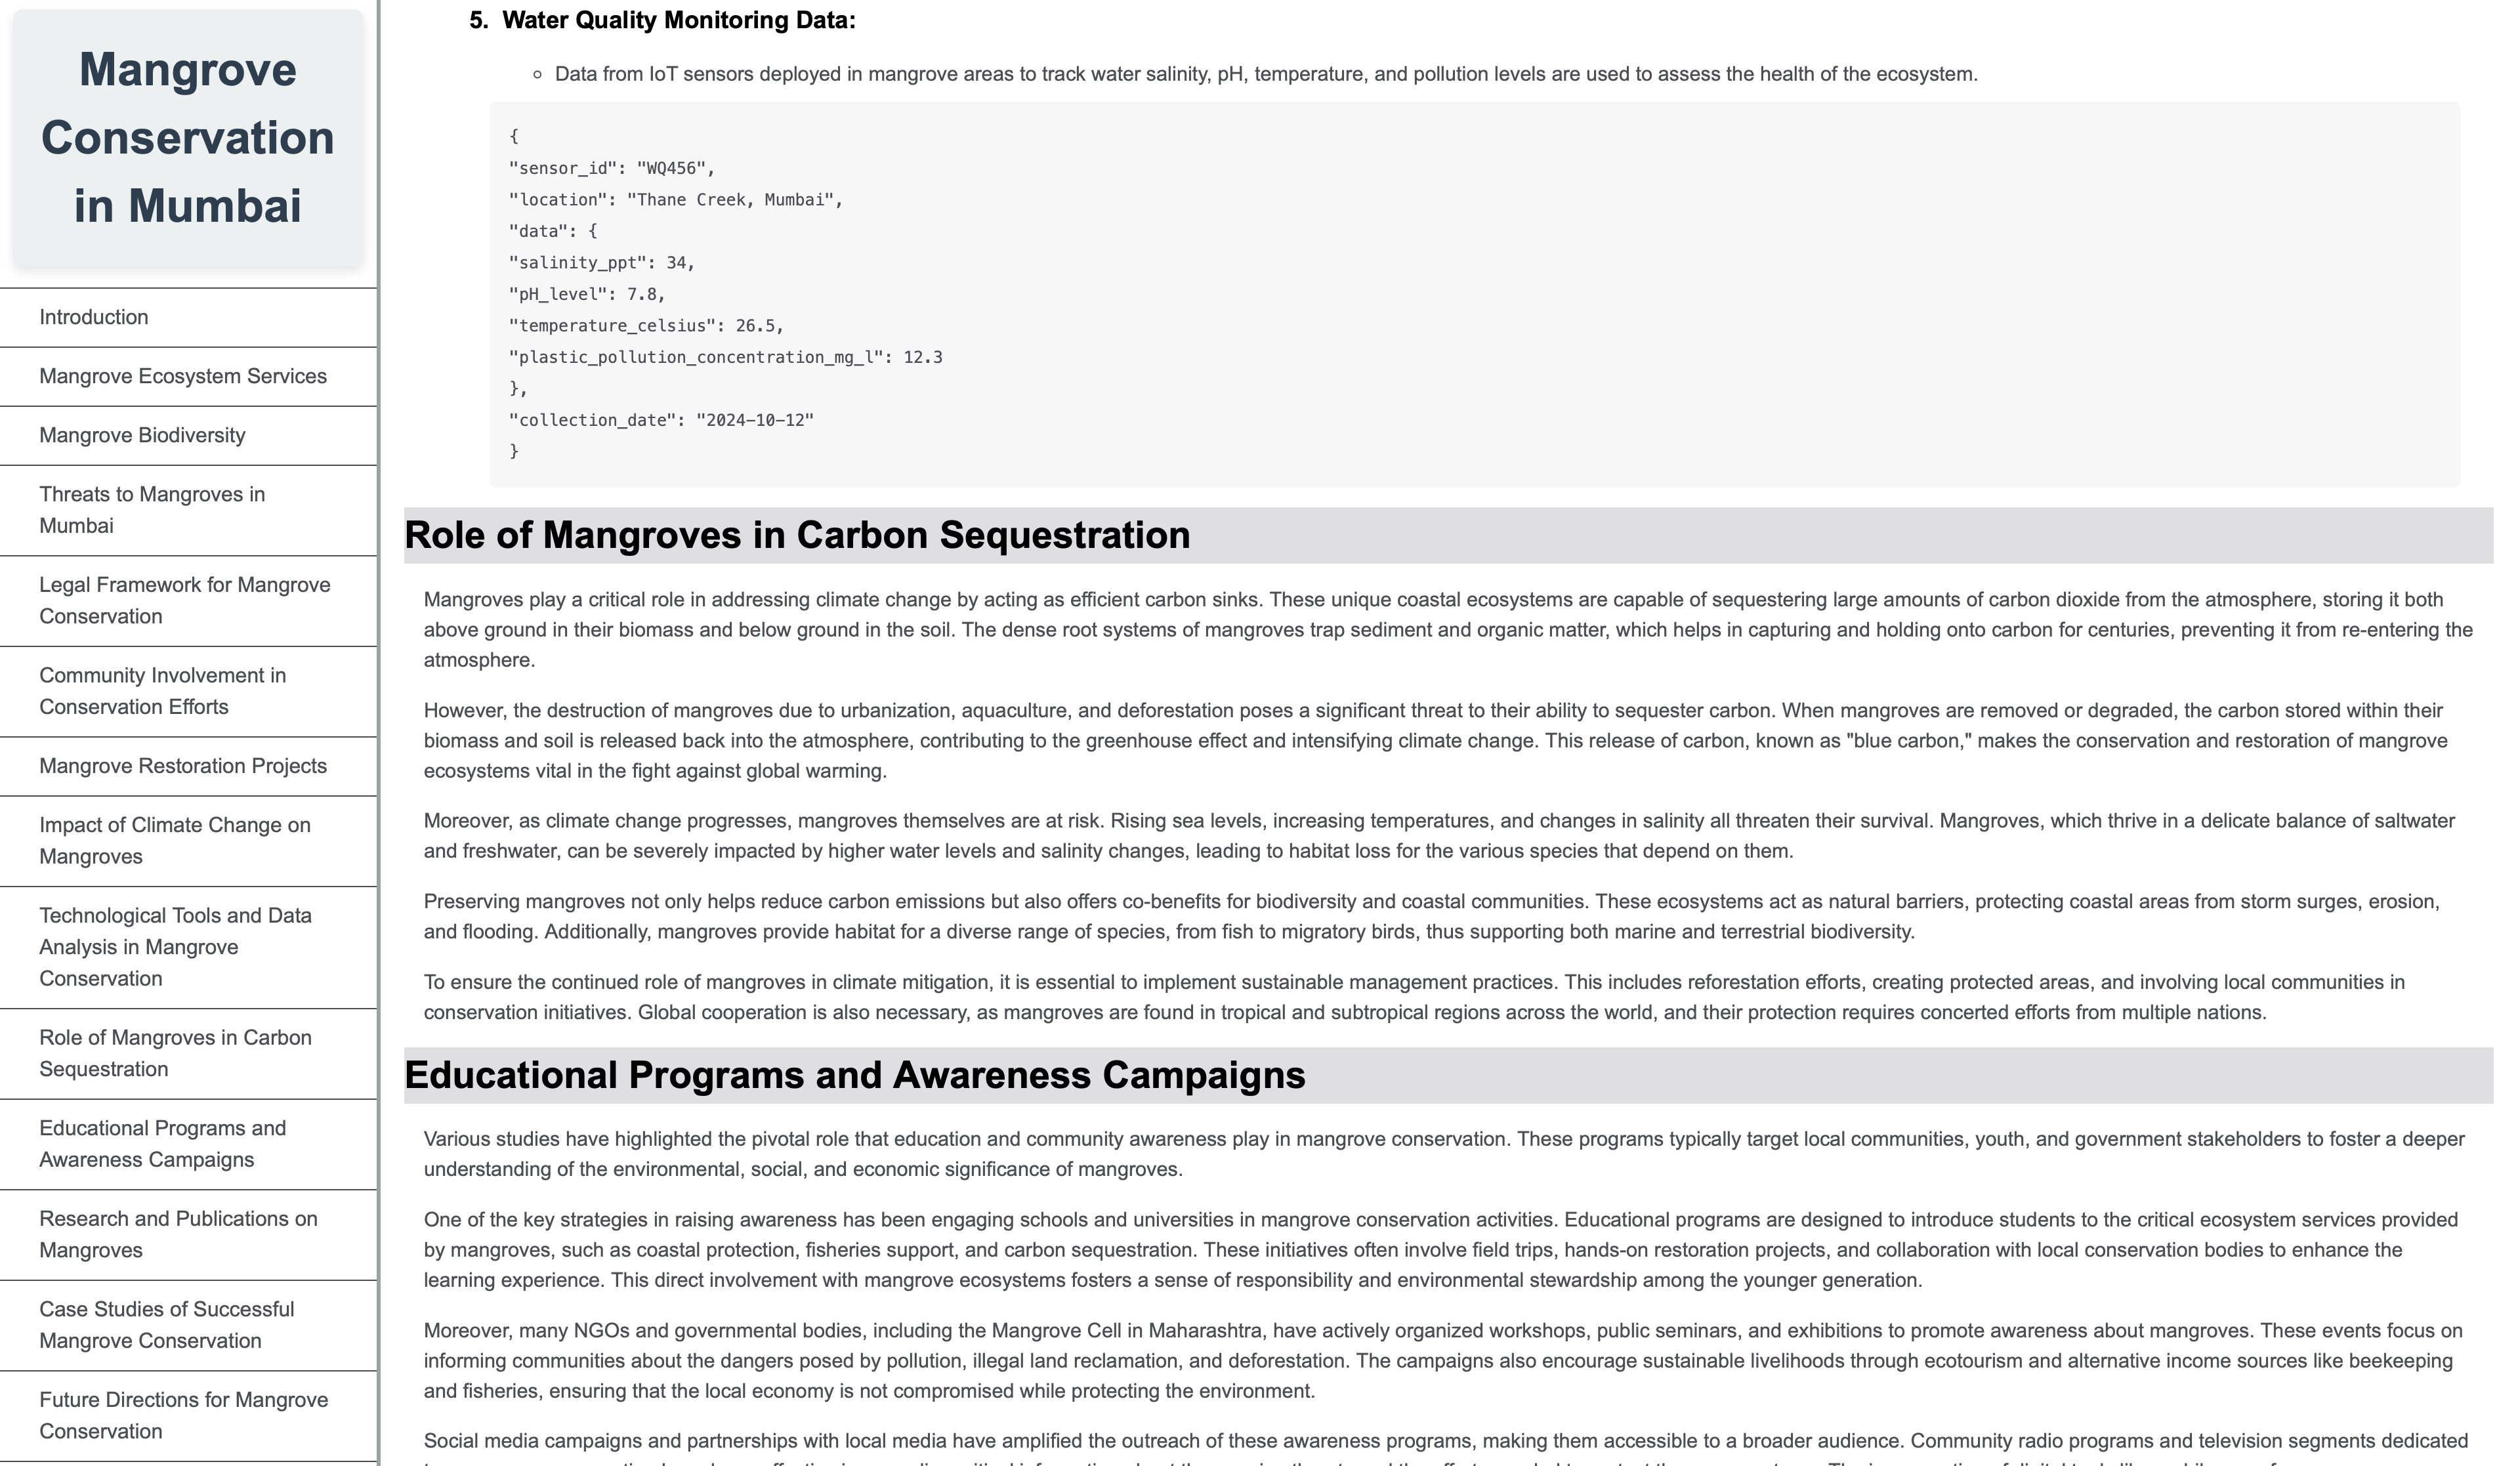 Mangrove
Conservation
in Mumbai
Introduction
Mangrove Ecosystem Services
Mangrove Biodiversity
Threats to Mangroves in
Mumbai
Legal Framework for Mangrove
Conservation
Community Involvement in
Conservation Efforts
Mangrove Restoration Projects
Impact of Climate Change on
Mangroves
Technological Tools and Data
Analysis in Mangrove
Conservation
Role of Mangroves in Carbon
Sequestration
Educational Programs and
Awareness Campaigns
Research and Publications on
Mangroves
Case Studies of Successful
Mangrove Conservation
Future Directions for Mangrove
Conservation
5. Water Quality Monitoring Data:
Data from IoT sensors deployed in mangrove areas to track water salinity, pH, temperature, and pollution levels are used to assess the health of the ecosystem.
{
"sensor_id": "WQ456",
"location": "Thane Creek, Mumbai",
"data": {
"salinity_ppt": 34,
"pH_level": 7.8,
"temperature_celsius": 26.5,
"plastic_pollution_concentration_mg_l": 12.3
},
"collection_date": "2024-10-12"
}
Role of Mangroves in Carbon Sequestration
Mangroves play a critical role in addressing climate change by acting as efficient carbon sinks. These unique coastal ecosystems are capable of sequestering large amounts of carbon dioxide from the atmosphere, storing it both
above ground in their biomass and below ground in the soil. The dense root systems of mangroves trap sediment and organic matter, which helps in capturing and holding onto carbon for centuries, preventing it from re-entering the
atmosphere.
However, the destruction of mangroves due to urbanization, aquaculture, and deforestation poses a significant threat to their ability to sequester carbon. When mangroves are removed or degraded, the carbon stored within their
biomass and soil is released back into the atmosphere, contributing to the greenhouse effect and intensifying climate change. This release of carbon, known as "blue carbon," makes the conservation and restoration of mangrove
ecosystems vital in the fight against global warming.
Moreover, as climate change progresses, mangroves themselves are at risk. Rising sea levels, increasing temperatures, and changes in salinity all threaten their survival. Mangroves, which thrive in a delicate balance of saltwater
and freshwater, can be severely impacted by higher water levels and salinity changes, leading to habitat loss for the various species that depend on them.
Preserving mangroves not only helps reduce carbon emissions but also offers co-benefits for biodiversity and coastal communities. These ecosystems act as natural barriers, protecting coastal areas from storm surges, erosion,
and flooding. Additionally, mangroves provide habitat for a diverse range of species, from fish to migratory birds, thus supporting both marine and terrestrial biodiversity.
To ensure the continued role of mangroves in climate mitigation, it is essential to implement sustainable management practices. This includes reforestation efforts, creating protected areas, and involving local communities in
conservation initiatives. Global cooperation is also necessary, as mangroves are found in tropical and subtropical regions across the world, and their protection requires concerted efforts from multiple nations.
Educational Programs and Awareness Campaigns
Various studies have highlighted the pivotal role that education and community awareness play in mangrove conservation. These programs typically target local communities, youth, and government stakeholders to foster a deeper
understanding of the environmental, social, and economic significance of mangroves.
One of the key strategies in raising awareness has been engaging schools and universities in mangrove conservation activities. Educational programs are designed to introduce students to the critical ecosystem services provided
by mangroves, such as coastal protection, fisheries support, and carbon sequestration. These initiatives often involve field trips, hands-on restoration projects, and collaboration with local conservation bodies to enhance the
learning experience. This direct involvement with mangrove ecosystems fosters a sense of responsibility and environmental stewardship among the younger generation.
Moreover, many NGOs and governmental bodies, including the Mangrove Cell in Maharashtra, have actively organized workshops, public seminars, and exhibitions to promote awareness about mangroves. These events focus on
informing communities about the dangers posed by pollution, illegal land reclamation, and deforestation. The campaigns also encourage sustainable livelihoods through ecotourism and alternative income sources like beekeeping
and fisheries, ensuring that the local economy is not compromised while protecting the environment.
Social media campaigns and partnerships with local media have amplified the outreach of these awareness programs, making them accessible to a broader audience. Community radio programs and television segments dedicated